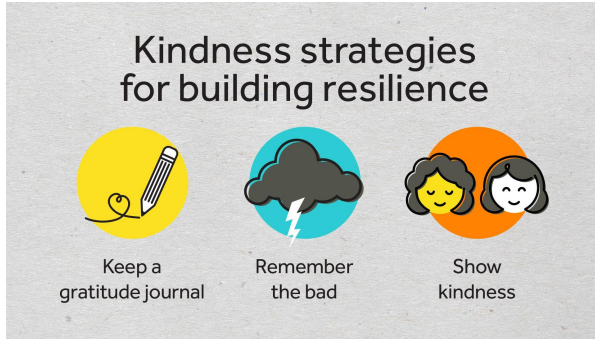 Kindness strategies
for building resilience
Keep a
gratitude journal
Remember
the bad
Show
kindness